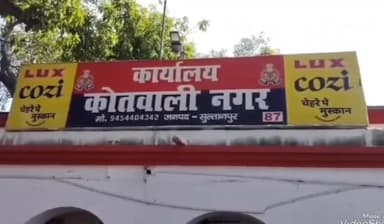 LUX
cozi
चेहरे पे
मुस्कान
कार्यालय
कोतवाली नगर
मो. 9454404342 जनपद - सुल्तानपुर
87
LUX
cozi
चेहरे पे
मुस्कान